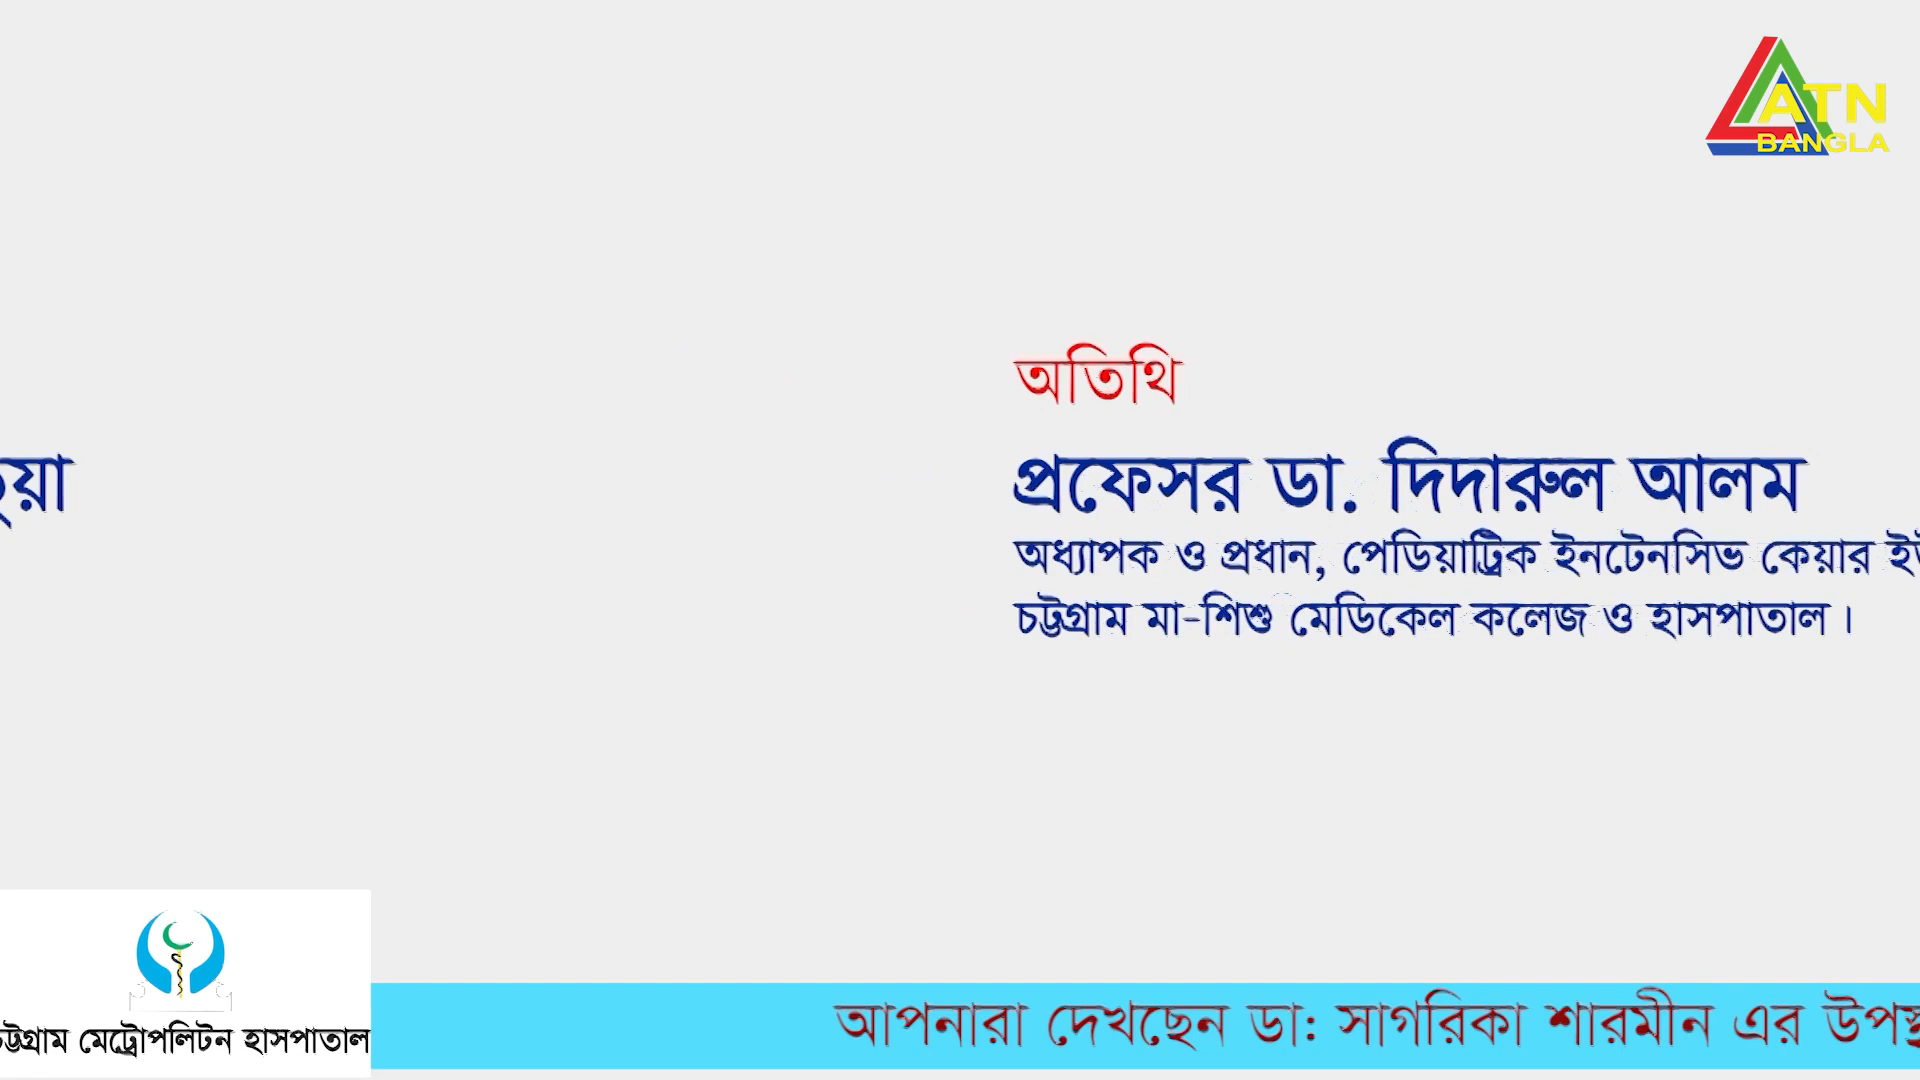 ATN
BANGLA
অতিথি
প্রফেসর ডা. দিদারুল আলম
অধ্যাপক ও প্রধান, পেডিয়াট্রিক ইনটেনসিভ কেয়ার
চট্টগ্রাম মা-শিশু মেডিকেল কলেজ ও হাসপাতাল।
মেট্রোপলিটন হাসপাতাল
আপনারা দেখছেন ডা: সাগরিকা শারমীন এর